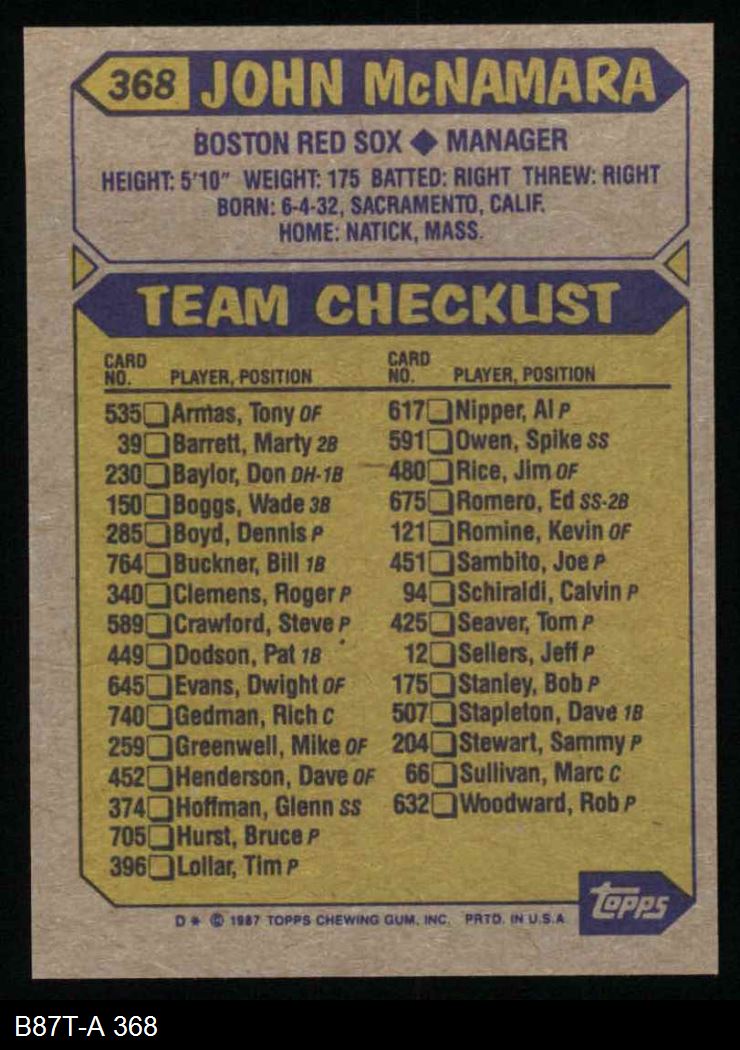 368 JOHN McNAMARA
BOSTON RED SOX ◆ MANAGER
HEIGHT: 5'10" WEIGHT: 175 BATTED: RIGHT THREW: RIGHT
BORN: 6-4-32, SACRAMENTO, CALIF.
HOME: NATICK, MASS.
TEAM CHECKLIST
CARD NO. PLAYER, POSITION
535 Armas, Tony OF
39 Barrett, Marty 2B
230 Baylor, Don DH-1B
150 Boggs, Wade 3B
285 Boyd, Dennis P
764 Buckner, Bill 1B
340 Clemens, Roger P
589 Crawford, Steve P
449 Dodson, Pat 1B
645 Evans, Dwight OF
740 Gedman, Rich C
259 Greenwell, Mike OF
452 Henderson, Dave OF
374 Hoffman, Glenn SS
705 Hurst, Bruce P
396 Lollar, Tim P
CARD NO. PLAYER, POSITION
617 Nipper, Al P
591 Owen, Spike SS
480 Rice, Jim OF
675 Romero, Ed SS-2B
121 Romine, Kevin OF
451 Sambito, Joe P
94 Schiraldi, Calvin P
425 Seaver, Tom P
12 Sellers, Jeff P
175 Stanley, Bob P
507 Stapleton, Dave 1B
204 Stewart, Sammy P
66 Sullivan, Marc C
632 Woodward, Rob P
topps
D* © 1987 TOPPS CHEWING GUM, INC. PRTD. IN U.S.A
B87T-A 368